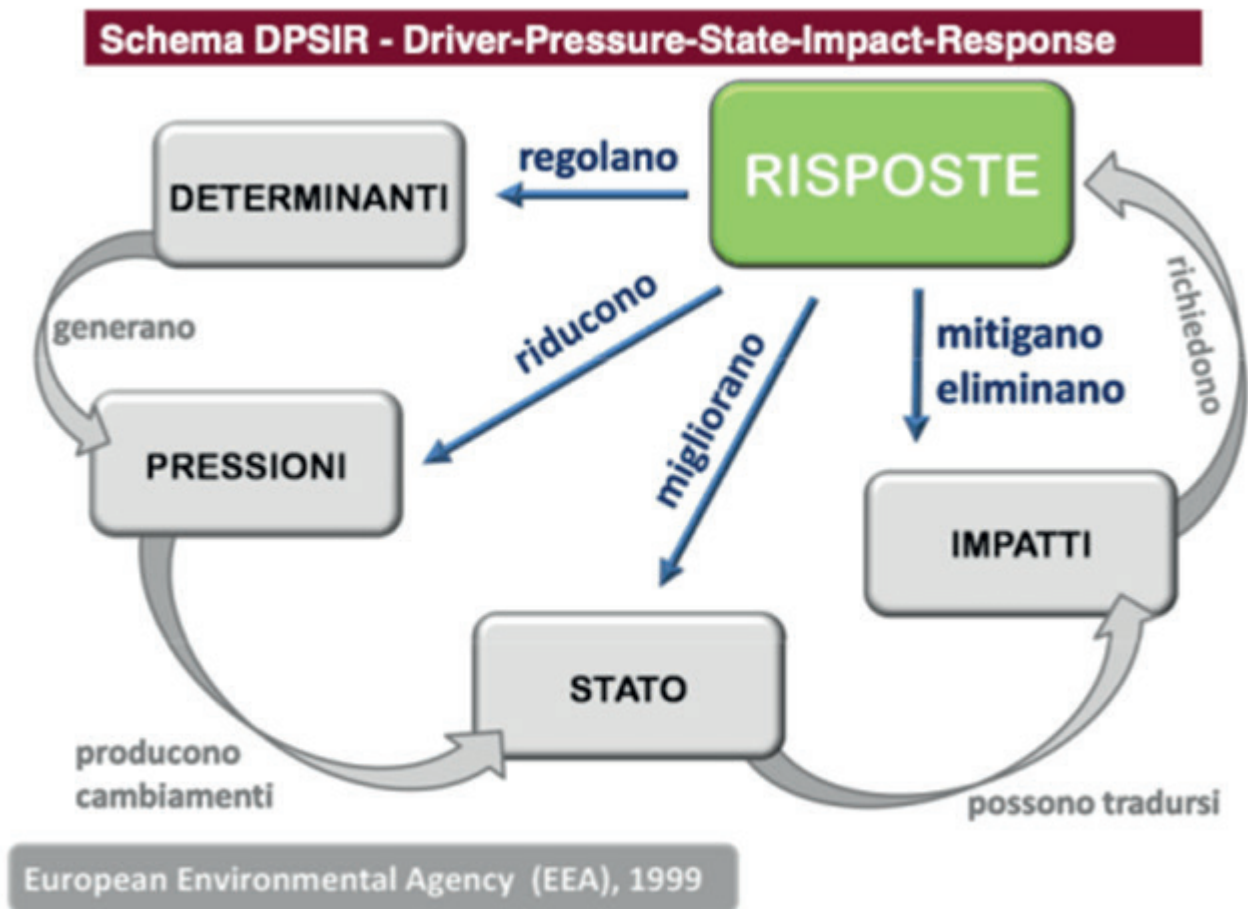 Schema DPSIR - Driver-Pressure-State-Impact-Response
DETERMINANTI
regolano
RISPOSTE
generano
riducono
migliorano
mitigano
eliminano
richiedono
PRESSIONI
IMPATTI
STATO
producono
cambiamenti
possono tradursi
European Environmental Agency (EEA), 1999